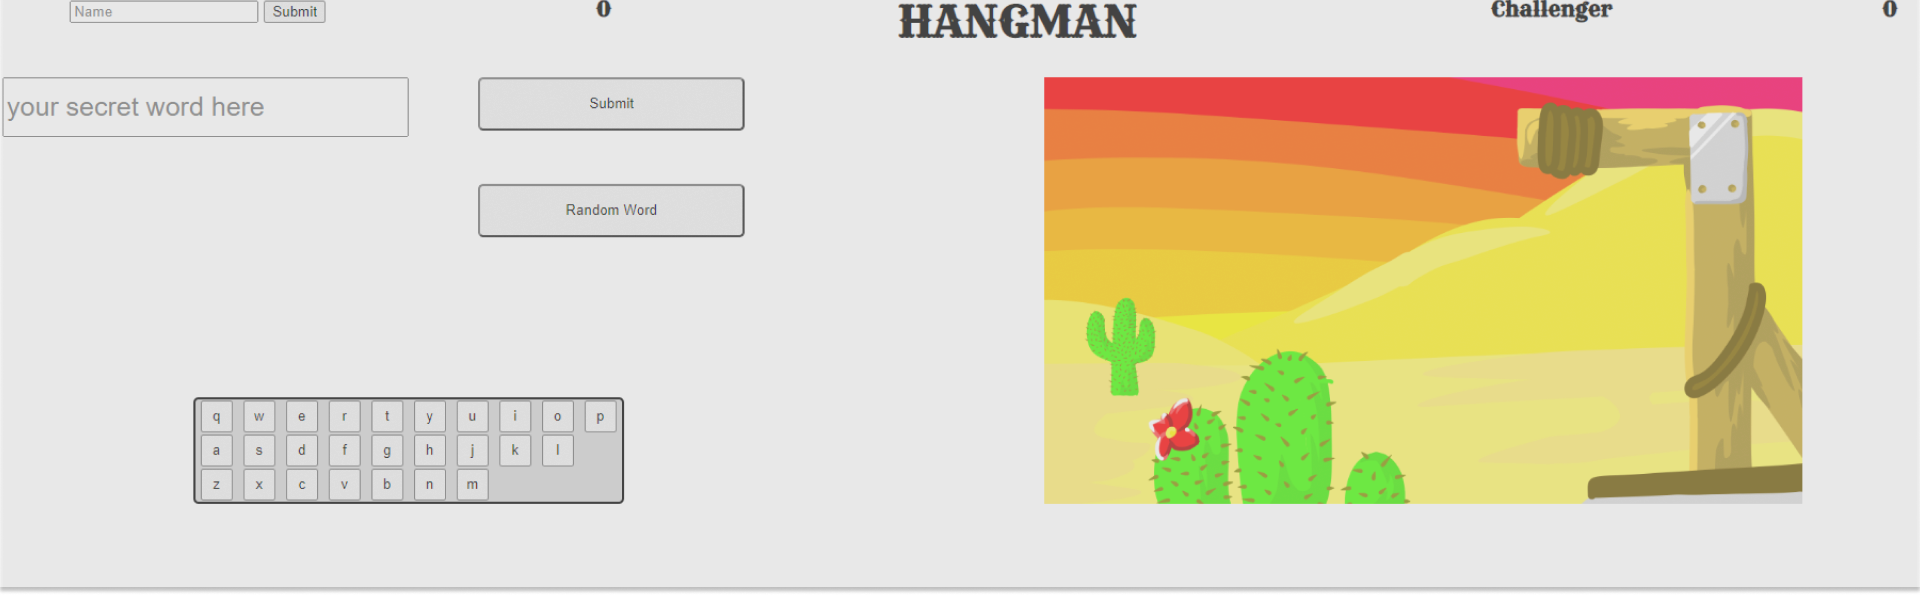 Name Submit 0 HANGMAN Challenger 0
your secret word here Submit
Random Word
q w e r t y u i o p
a s d f g h j k l
z x c v b n m